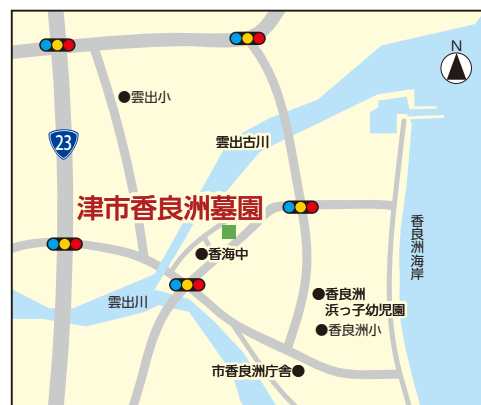 N
雲出小
雲出古川
23
津市香良洲墓園
香海中
香良洲海岸
雲出川
香良洲
浜っ子幼児園
香良洲小
市香良洲庁舎